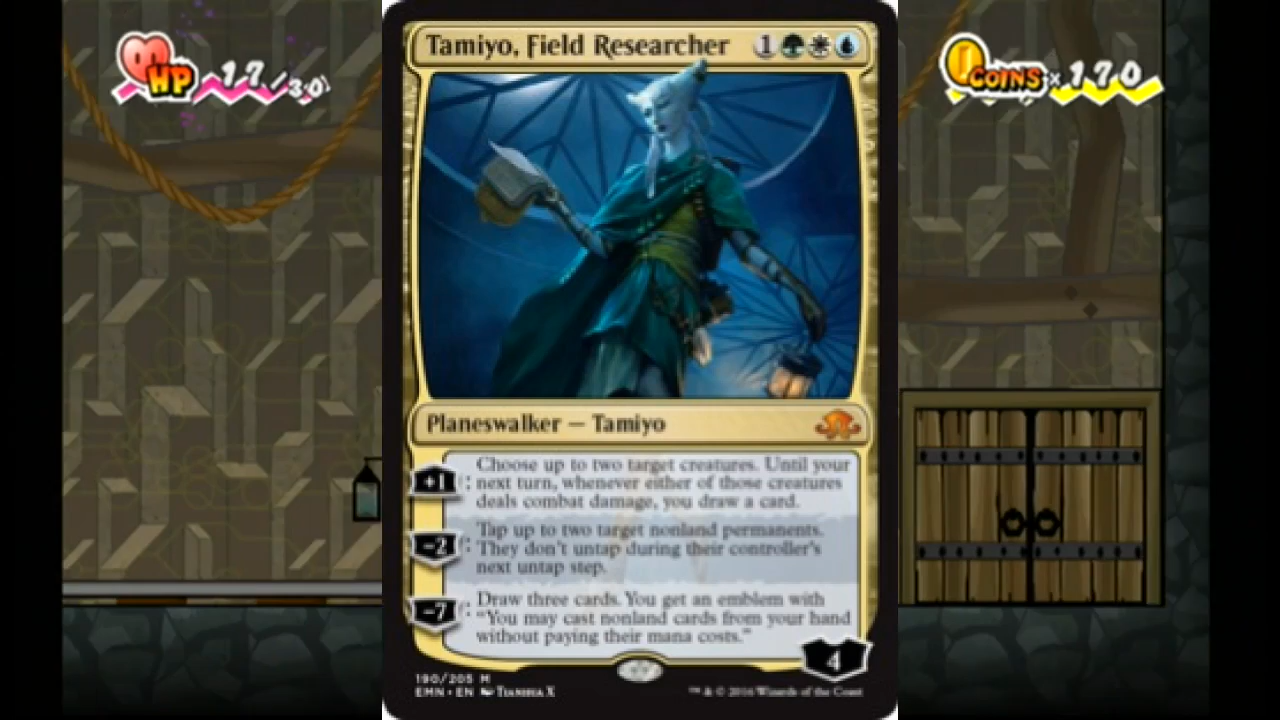 HP 17/30
COINS × 170
Tamiyo, Field Researcher 1
Planeswalker — Tamiyo
+1: Choose up to two target creatures. Until your
next turn, whenever either of those creatures
deals combat damage, you draw a card.
-2: Tap up to two target nonland permanents.
They don't untap during their controller's
next untap step.
-7: Draw three cards. You get an emblem with
"You may cast nonland cards from your hand
without paying their mana costs."
4
190/205 M
EMN • EN Tianhua X
™ & © 2016 Wizards of the Coast